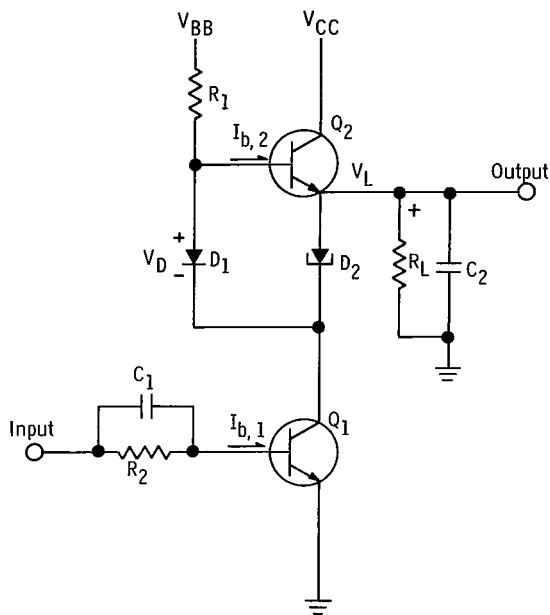 V_BB
V_CC
R_1
Q_2
I_b,2
V_L
Output
+
+
V_D
D_1
D_2
R_L
C_2
-
C_1
Q_1
Input
I_b,1
R_2